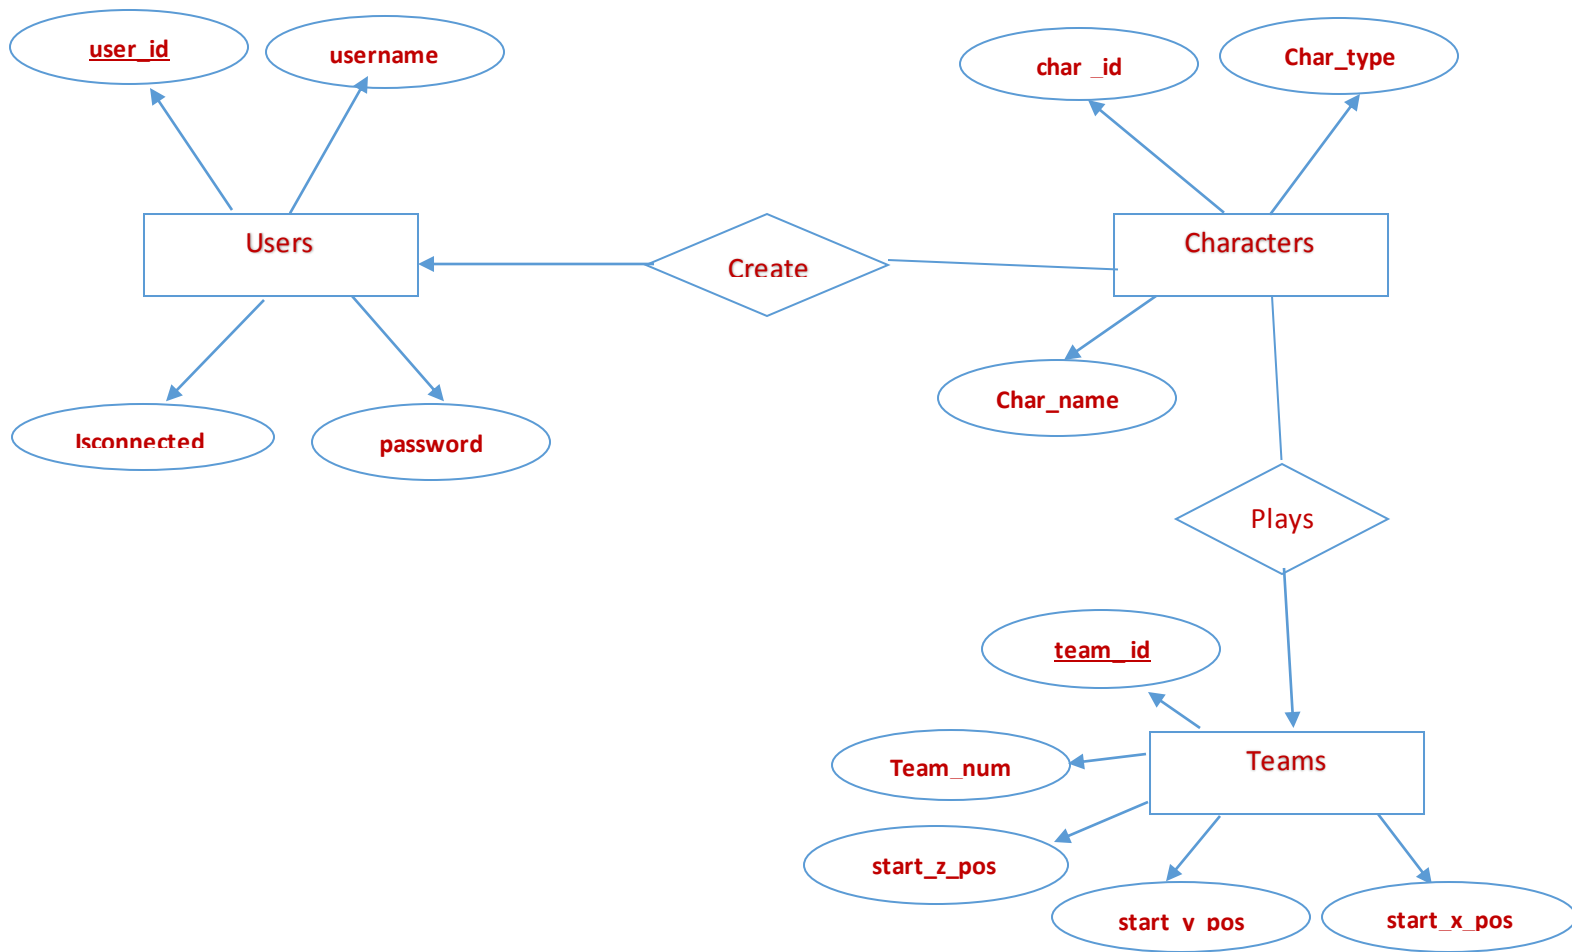 user_id
username
char _id
Char_type
Users
Create
Characters
Char_name
Isconnected
password
Plays
team_id
Team_num
Teams
start_z_pos
start_y_pos
start_x_pos